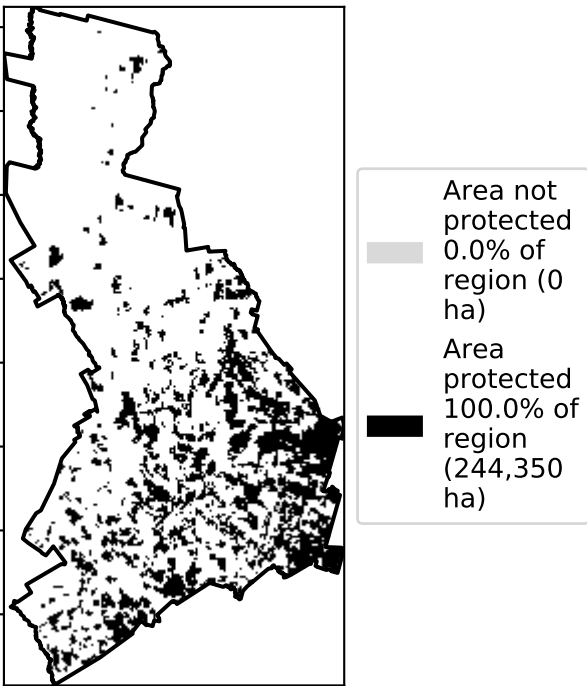 Area not
protected
0.0% of
region (0
ha)
Area
protected
100.0% of
region
(244,350
ha)